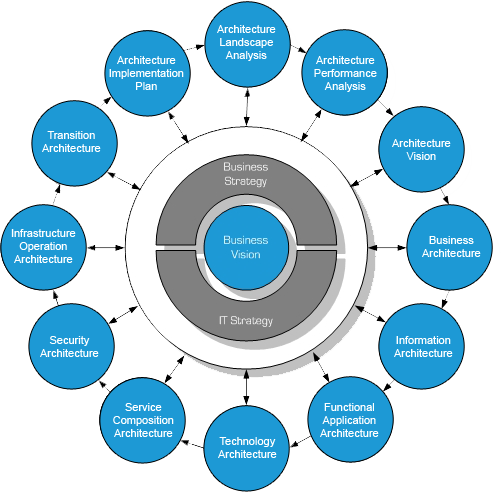 Architecture
Landscape
Analysis
Architecture
Performance
Analysis
Architecture
Vision
Business
Architecture
Information
Architecture
Functional
Application
Architecture
Technology
Architecture
Service
Composition
Architecture
Security
Architecture
Infrastructure
Operation
Architecture
Transition
Architecture
Architecture
Implementation
Plan
Business
Strategy
Business
Vision
IT Strategy